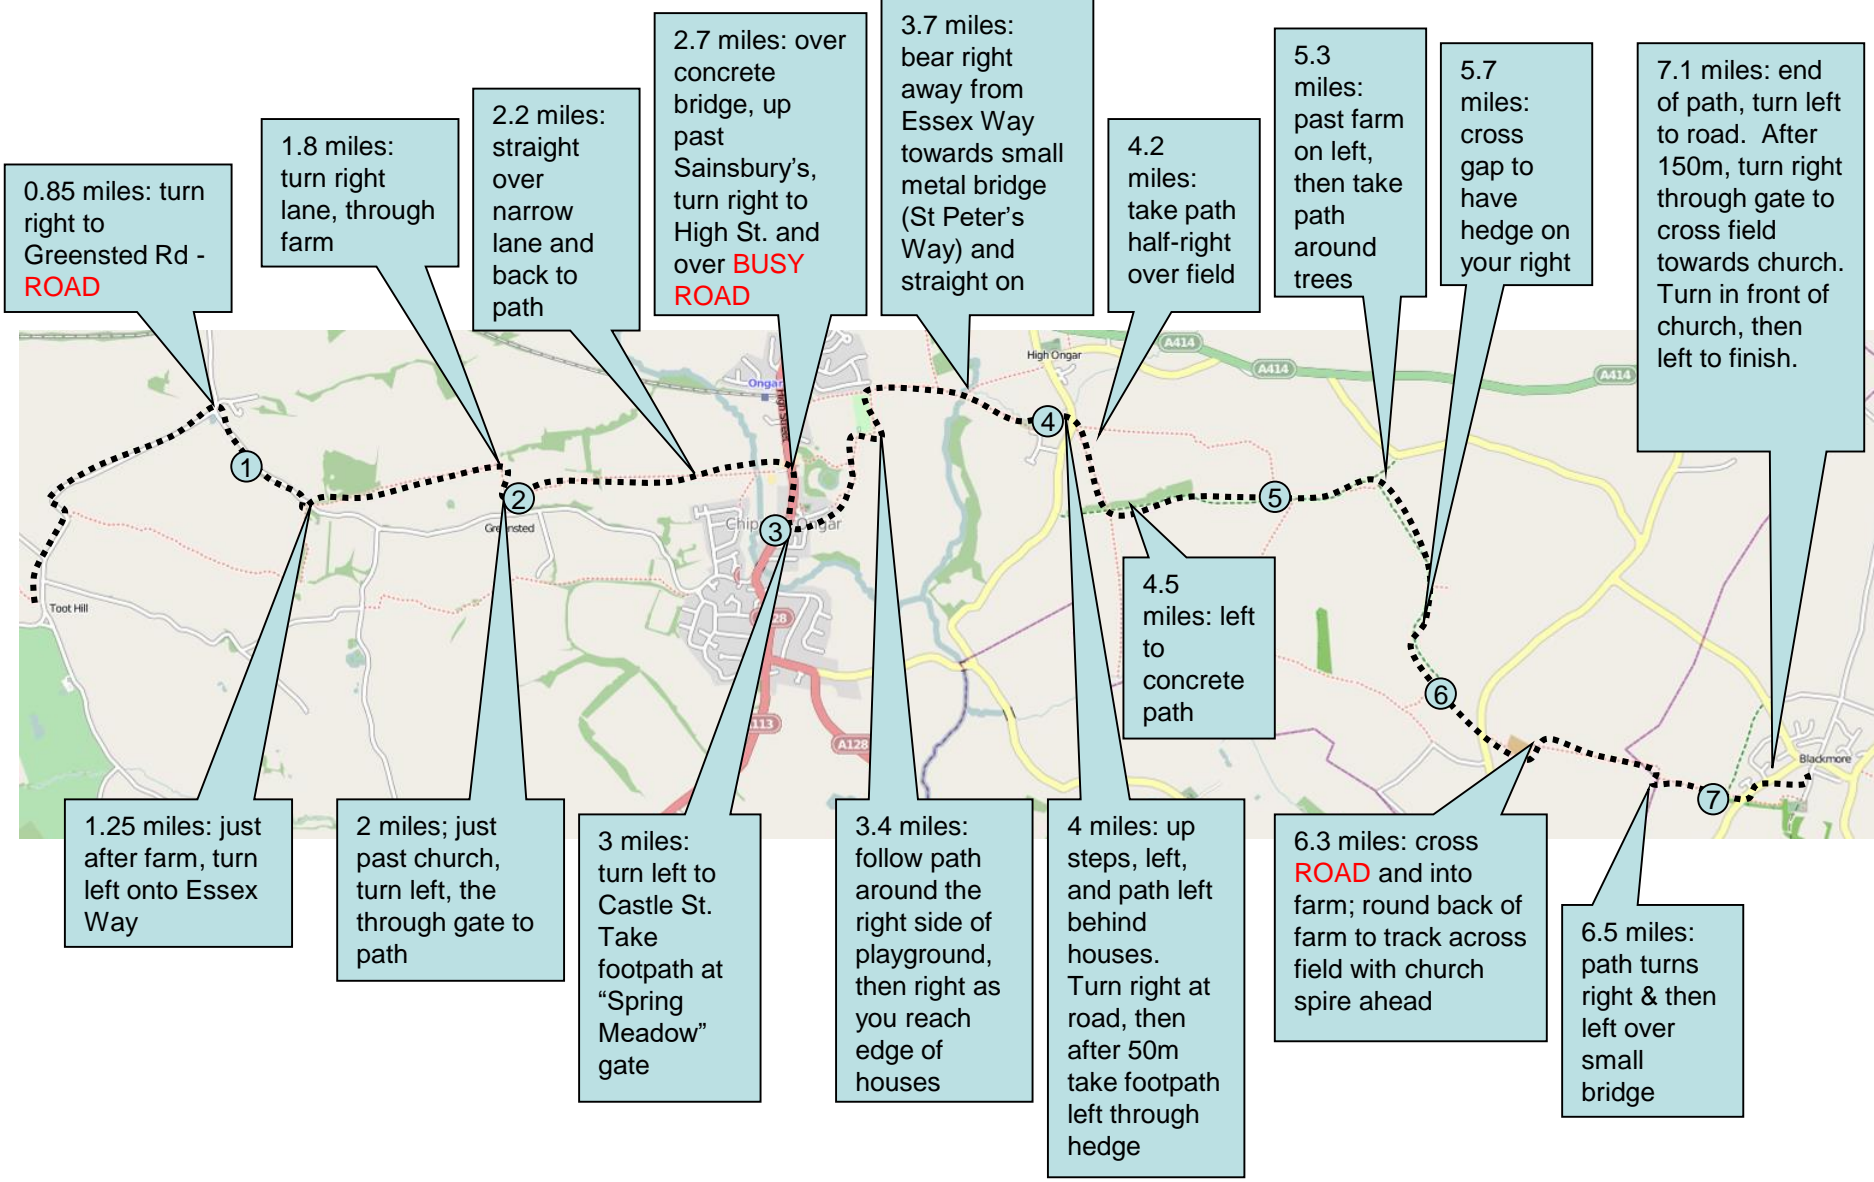 0.85 miles: turn
right to
Greensted Rd -
ROAD
1.8 miles:
turn right
lane, through
farm
2.2 miles:
straight
over
narrow
lane and
back to
path
2.7 miles: over
concrete
bridge, up
past
Sainsbury’s,
turn right to
High St. and
over BUSY
ROAD
3.7 miles:
bear right
away from
Essex Way
towards small
metal bridge
(St Peter’s
Way) and
straight on
4.2
miles:
take path
half-right
over field
5.3
miles:
past farm
on left,
then take
path
around
trees
5.7
miles:
cross
gap to
have
hedge on
your right
7.1 miles: end
of path, turn left
to road.  After
150m, turn right
through gate to
cross field
towards church.
Turn in front of
church, then
left to finish.
A414
A414
A414
High Ongar
Ongar
High Street
1
2
3
4
5
6
7
Greensted
Chip Ongar
Toot Hill
Blackmore
A128
4.5
miles: left
to
concrete
path
1.25 miles: just
after farm, turn
left onto Essex
Way
2 miles; just
past church,
turn left, the
through gate to
path
3 miles:
turn left to
Castle St.
Take
footpath at
“Spring
Meadow”
gate
3.4 miles:
follow path
around the
right side of
playground,
then right as
you reach
edge of
houses
4 miles: up
steps, left,
and path left
behind
houses.
Turn right at
road, then
after 50m
take footpath
left through
hedge
6.3 miles: cross
ROAD and into
farm; round back of
farm to track across
field with church
spire ahead
6.5 miles:
path turns
right & then
left over
small
bridge